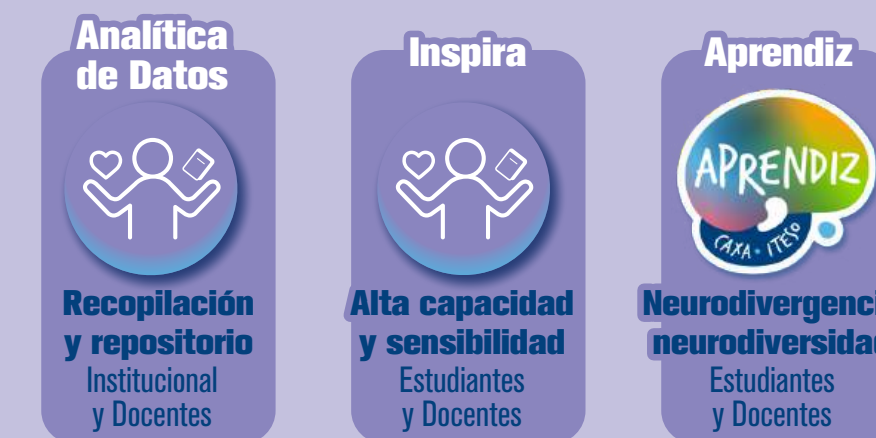 Analítica
de Datos
Recopilación
y repositorio
Institucional
y Docentes
Inspira
Alta capacidad
y sensibilidad
Estudiantes
y Docentes
Aprendiz
APRENDIZ
CAXA • ITESO
Estudiantes
y Docentes